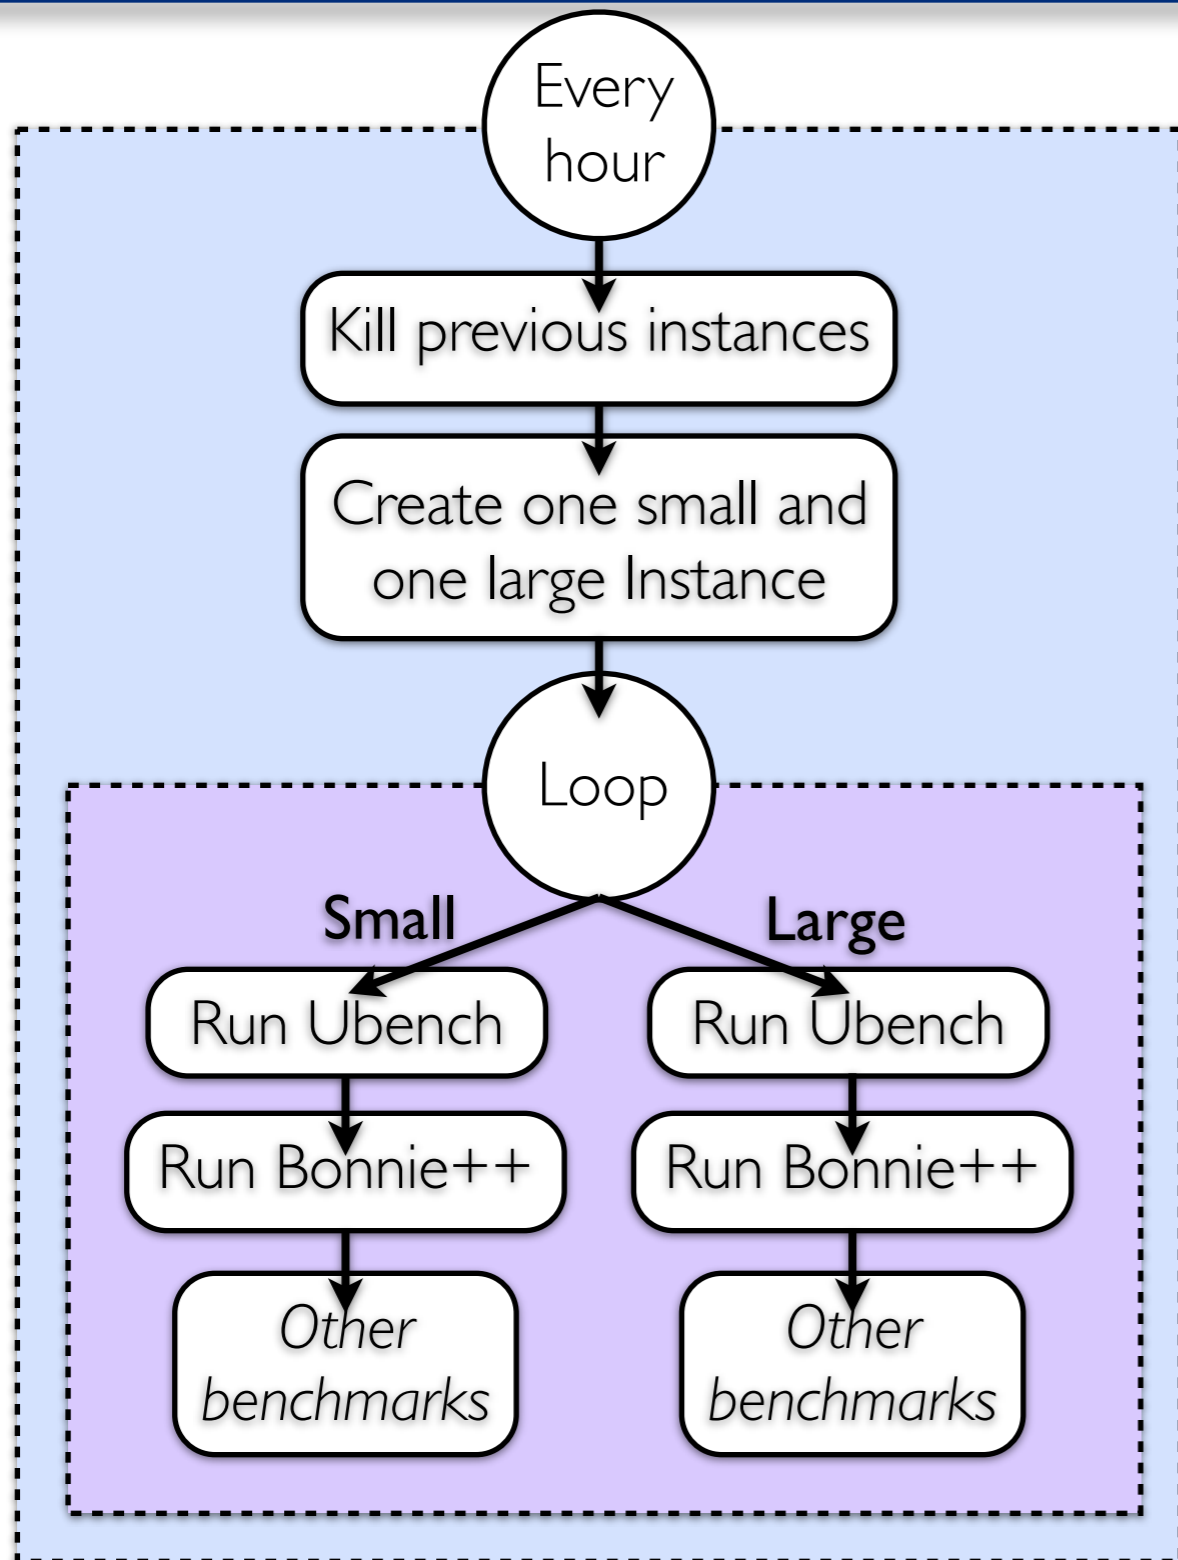 Every
hour
Kill previous instances
Create one small and
one large Instance
Loop
Small
Large
Run Ubench
Run Ubench
Run Bonnie++
Run Bonnie++
Other
benchmarks
Other
benchmarks